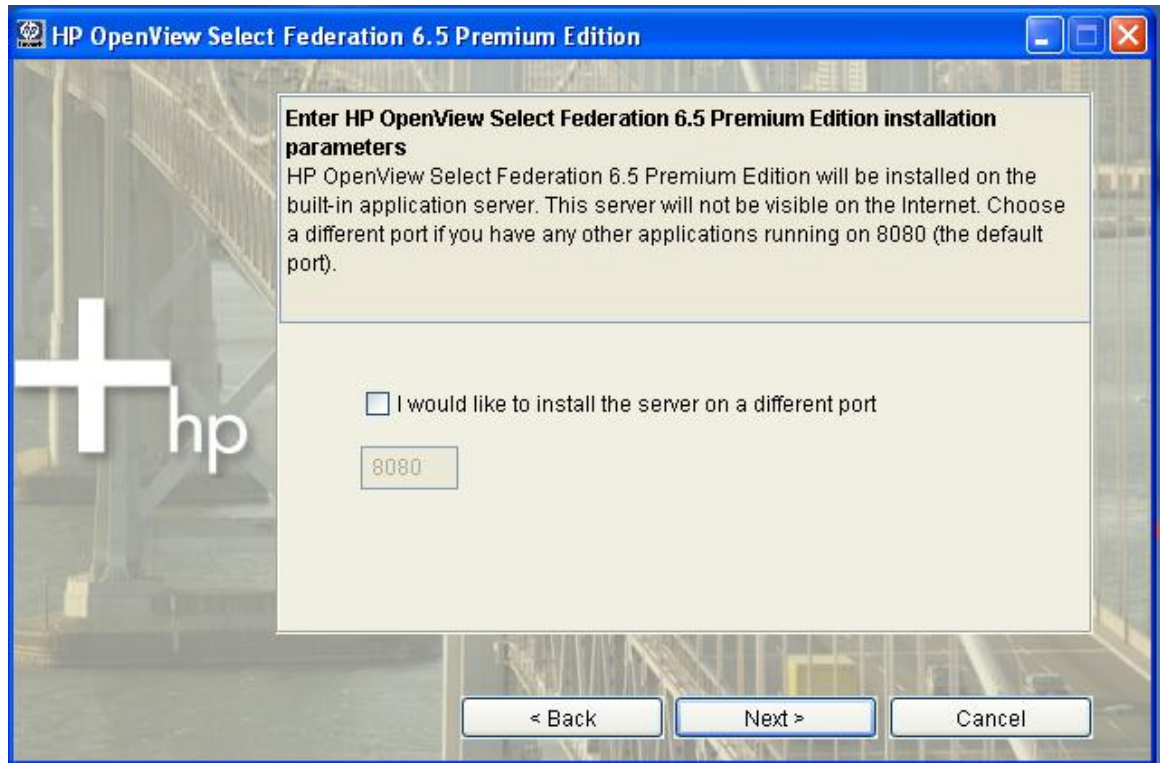 HP OpenView Select Federation 6.5 Premium Edition
Enter HP OpenView Select Federation 6.5 Premium Edition installation
parameters
HP OpenView Select Federation 6.5 Premium Edition will be installed on the
built-in application server. This server will not be visible on the Internet. Choose
a different port if you have any other applications running on 8080 (the default
port).
I would like to install the server on a different port
hp
8080
< Back
Next >
Cancel